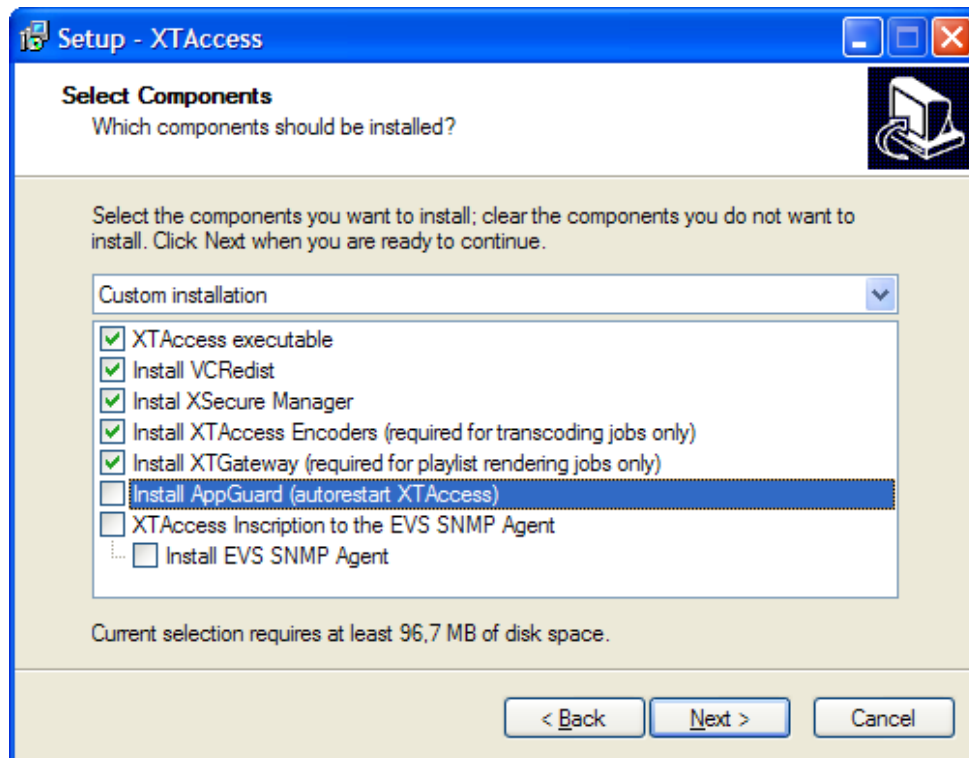 Setup - XTAccess
Select Components
Which components should be installed?
Select the components you want to install; clear the components you do not want to
install. Click Next when you are ready to continue.
Custom installation
XTAccess executable
Install VCRedist
Instal XSecure Manager
Install XTAccess Encoders (required for transcoding jobs only)
Install XTGateway (required for playlist rendering jobs only)
Install AppGuard (autorestart XTAccess)
XTAccess Inscription to the EVS SNMP Agent
Install EVS SNMP Agent
Current selection requires at least 96,7 MB of disk space.
< Back Next > Cancel